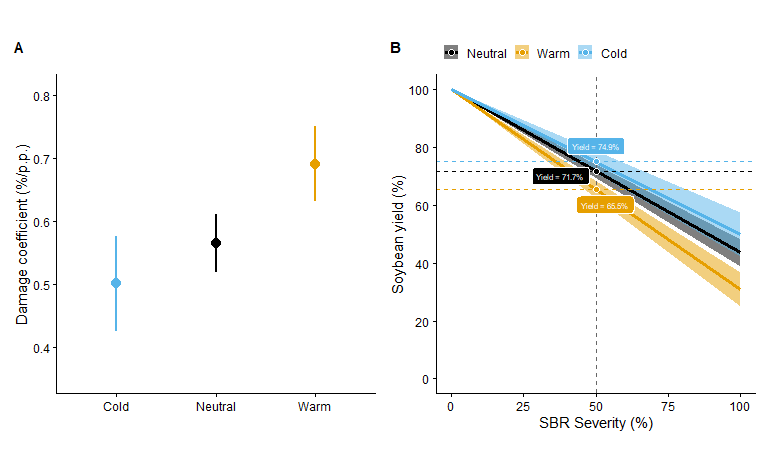 A
Damage coefficient (%/p.p.)
0.8
0.7
0.6
0.5
0.4
Cold Neutral Warm
B
Neutral Warm Cold
Soybean yield (%)
100
80
60
40
20
0
Yield = 74.9%
Yield = 71.7%
Yield = 65.5%
0 25 50 75 100
SBR Severity (%)